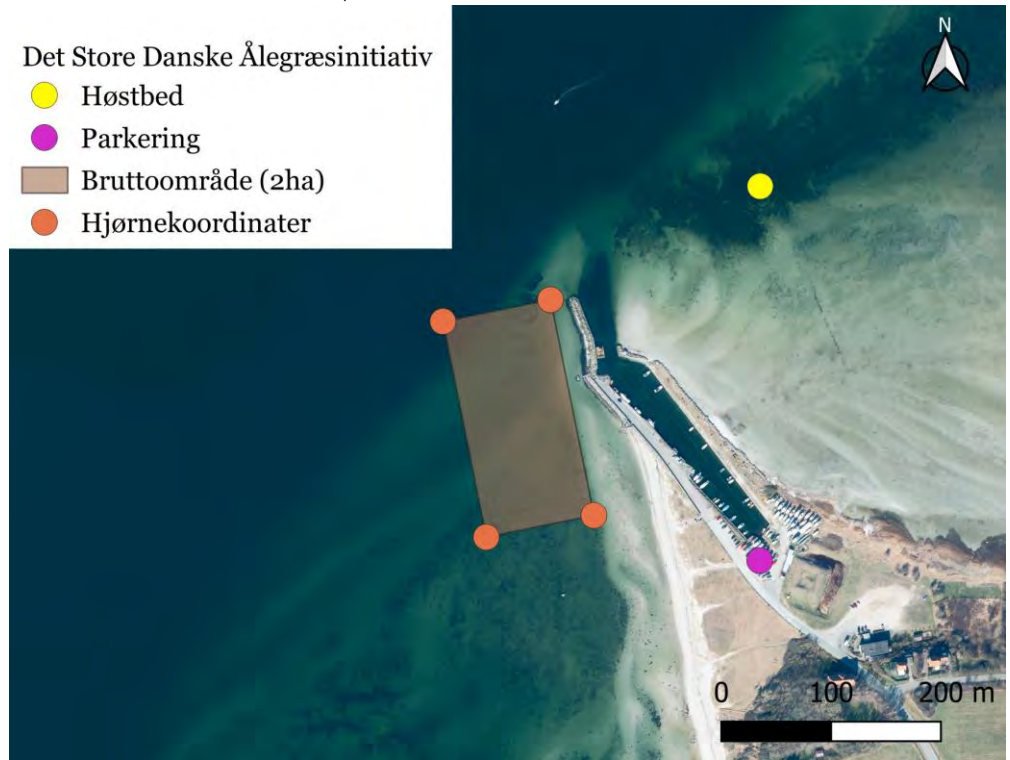 Det Store Danske Ålegræsinitiativ
Høstbed
Parkering
Bruttoområde (2ha)
Hjørnekoordinater
N
0 100 200 m